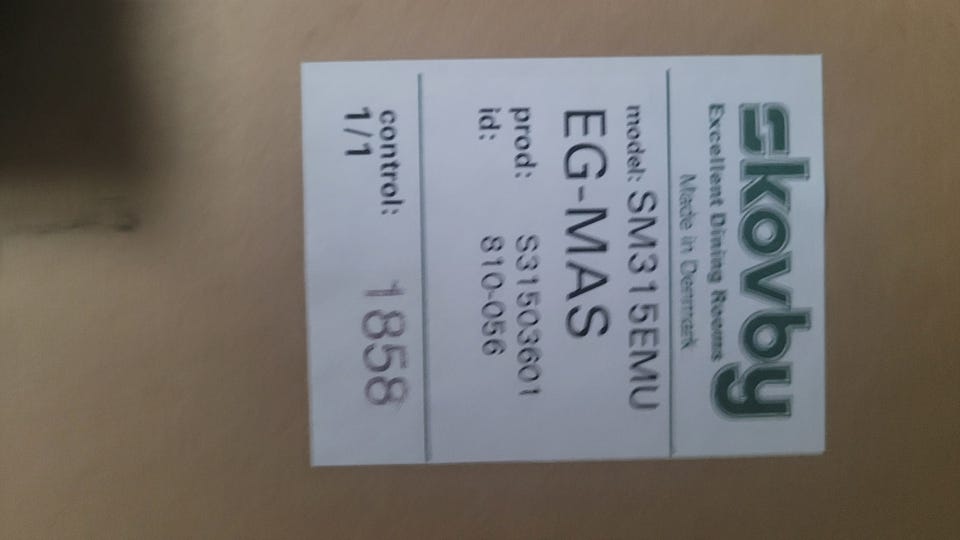 Skovby
Excellent Dining Rooms
Made in Denmark
model: SM315EMU
EG-MAS
prod: S31503601
id: 810-056
control: 1858
1/1